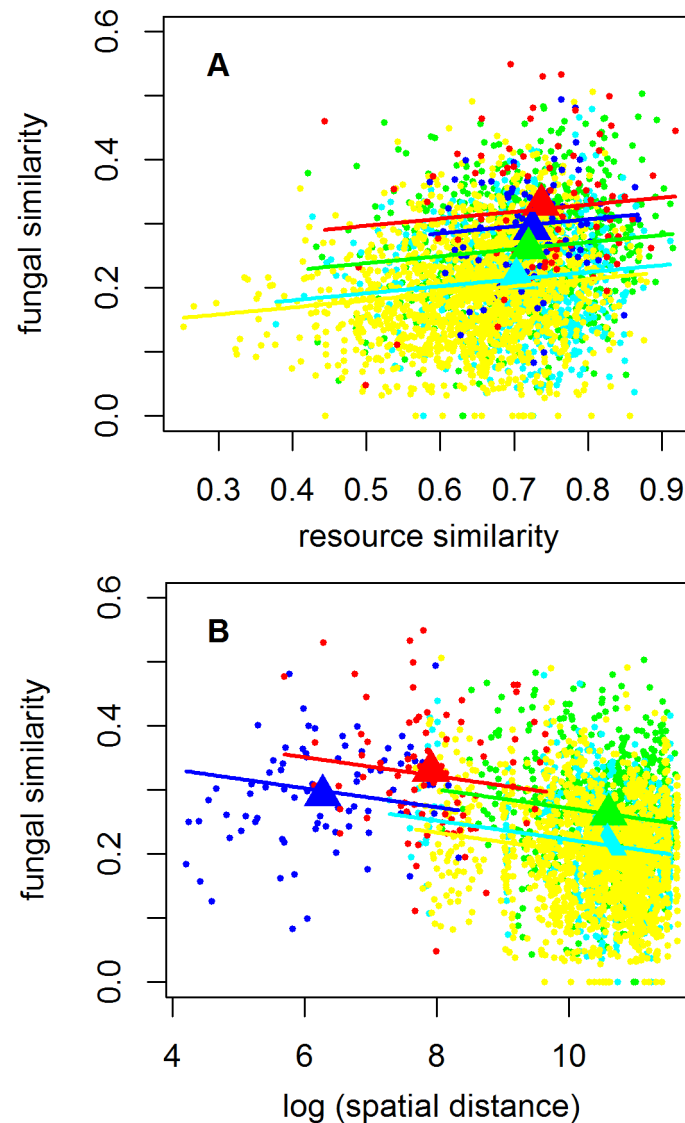 A
fungal similarity
0.0
0.2
0.4
0.6
0.3 0.4 0.5 0.6 0.7 0.8 0.9
resource similarity
B
fungal similarity
0.0
0.2
0.4
0.6
4 6 8 10
log (spatial distance)